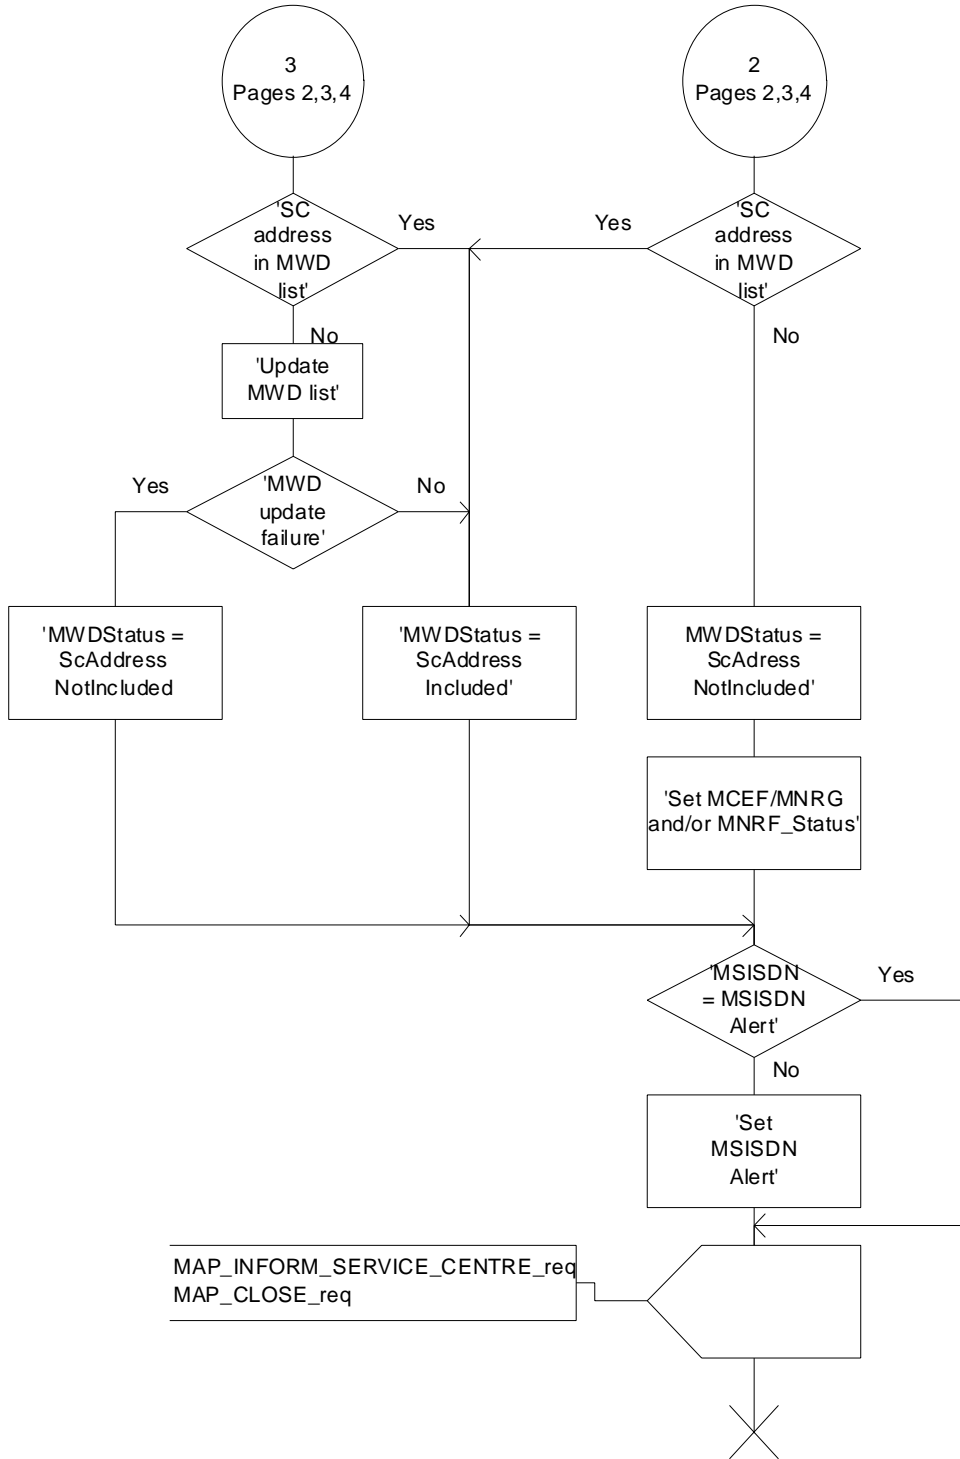 3
Pages 2,3,4
2
Pages 2,3,4
'SC
address
in MWD
list'
Yes
Yes
'SC
address
in MWD
list'
No
No
'Update
MWD list'
Yes
'MWD
update
failure'
No
'MWDStatus =
ScAddress
NotIncluded
'MWDStatus =
ScAddress
Included'
MWDStatus =
ScAdress
NotIncluded'
'Set MCEF/MNRG
and/or MNRF_Status'
'MSISDN
= MSISDN
Alert'
Yes
No
'Set
MSISDN
Alert'
MAP_INFORM_SERVICE_CENTRE_req
MAP_CLOSE_req